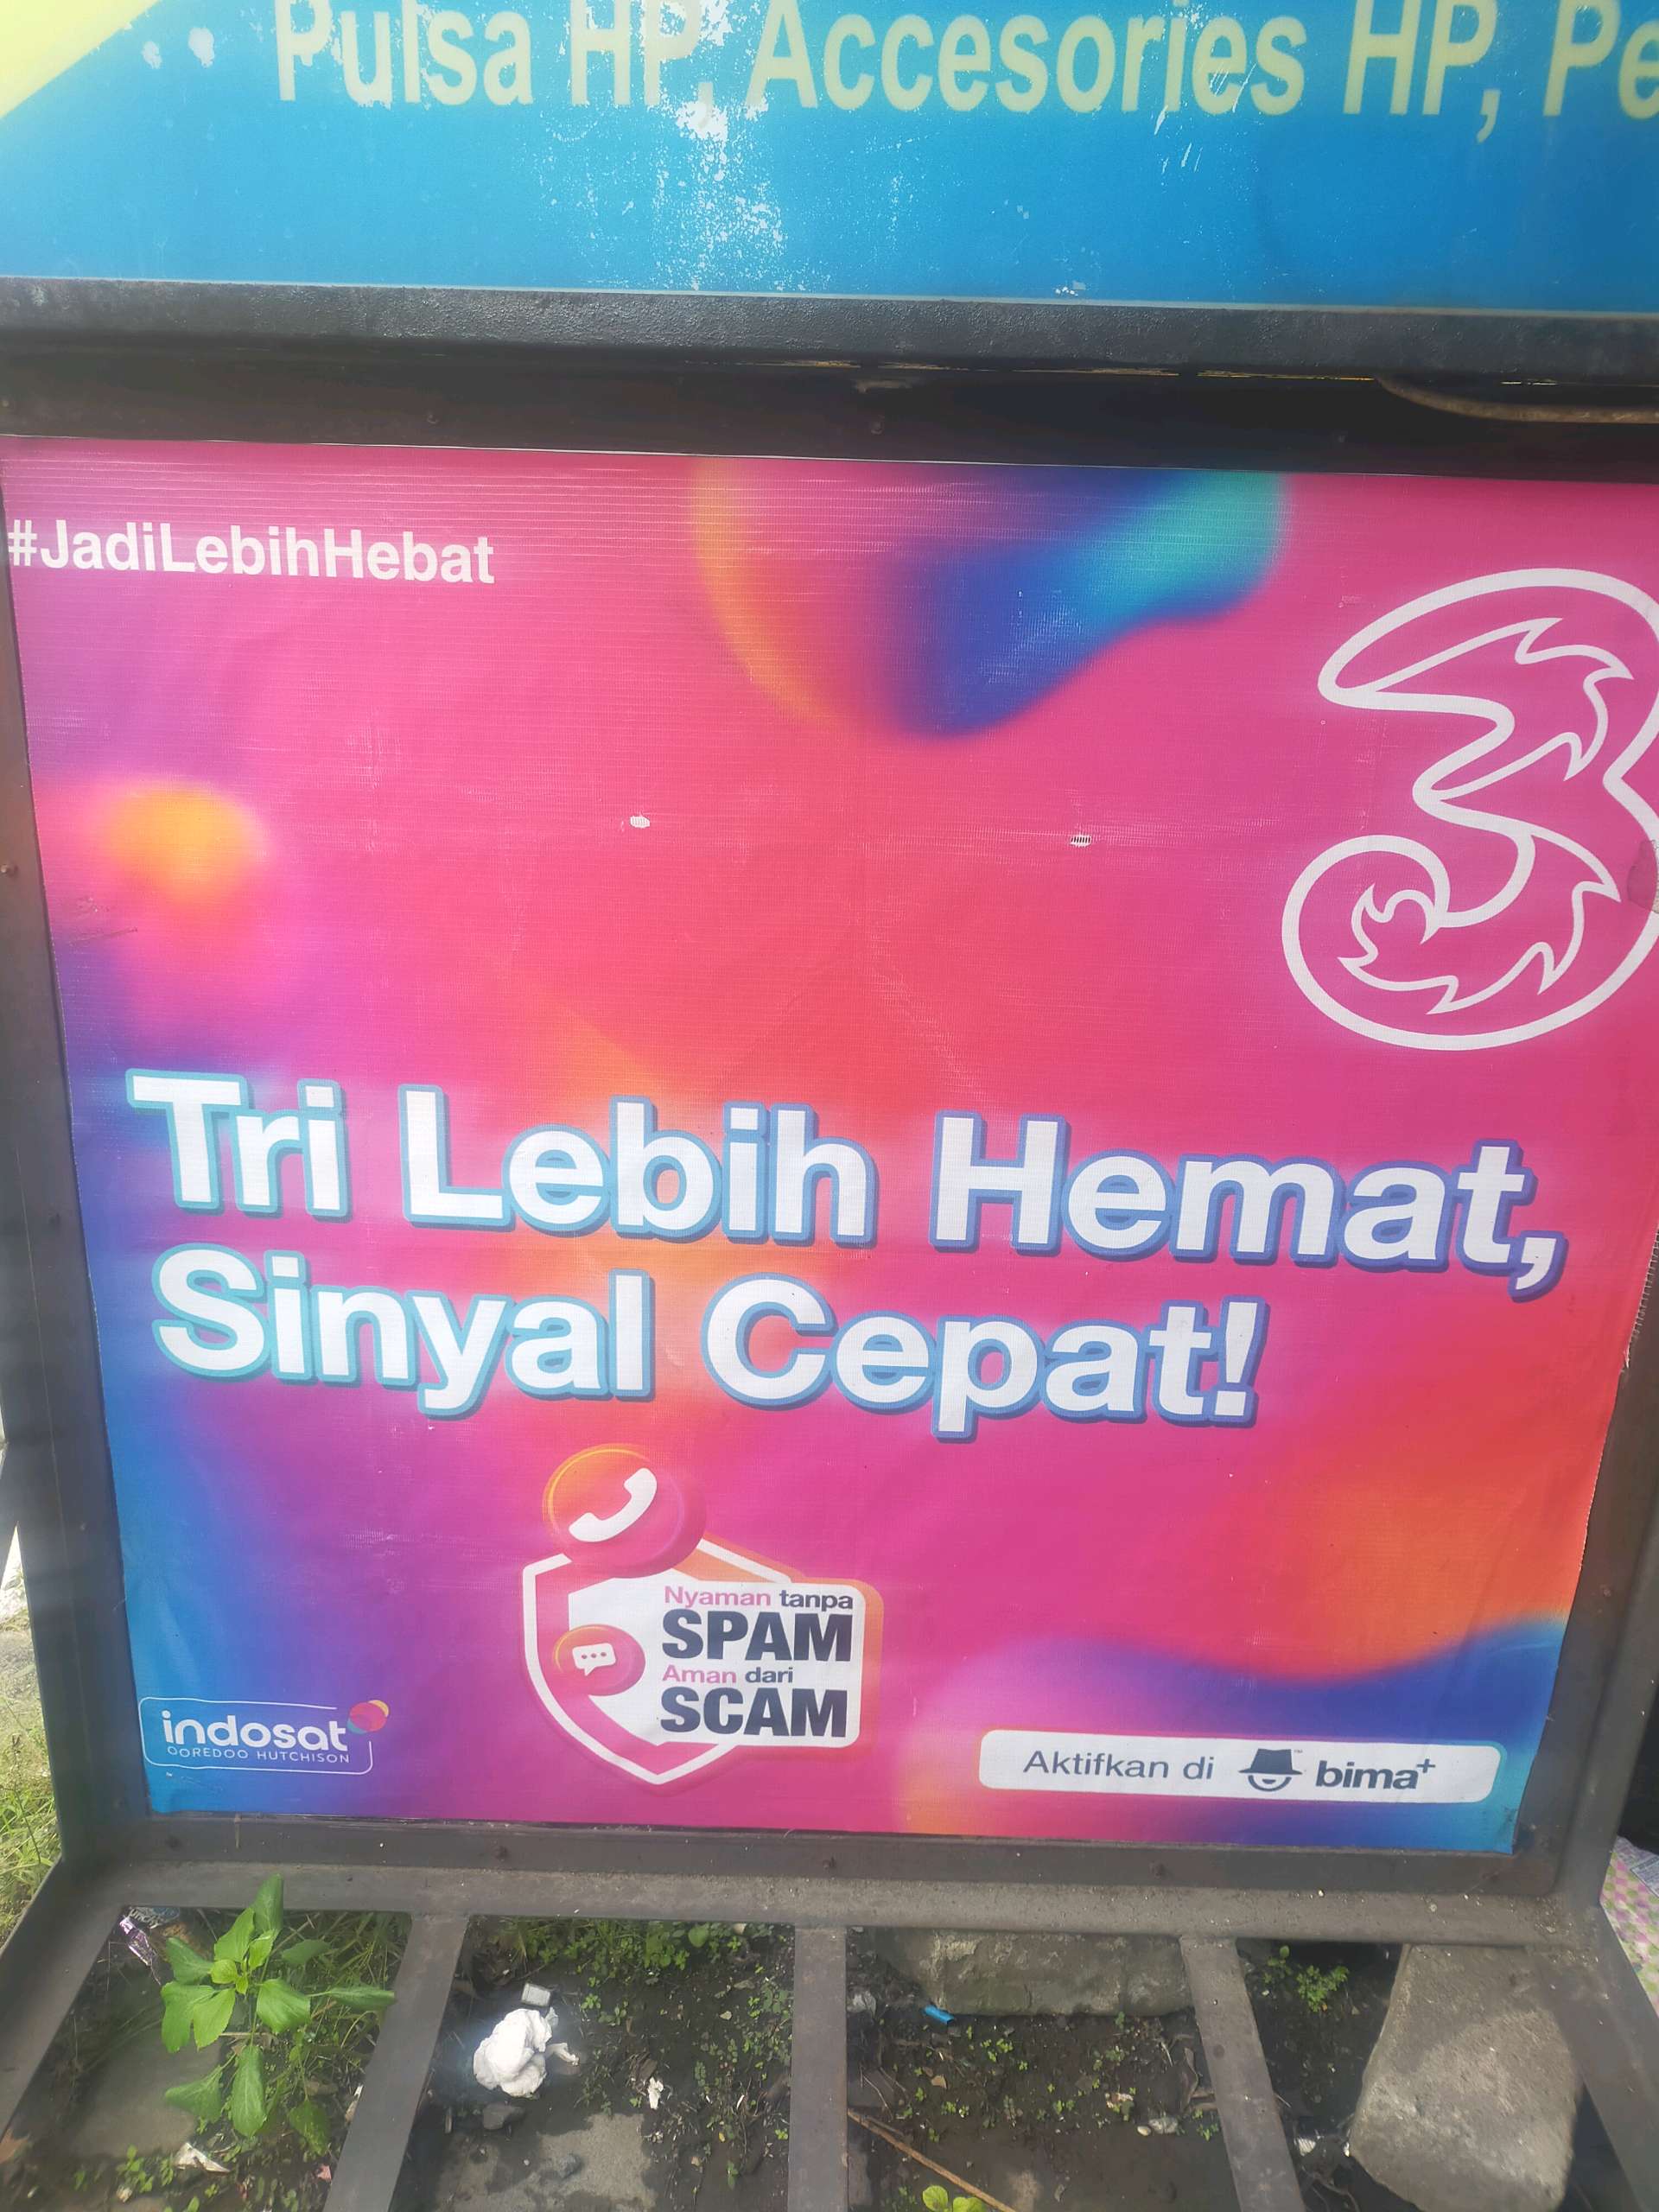 Pulsa HP, Accesories HP,
#JadiLebihHebat
3
Tri Lebih Hemat,
Sinyal Cepat!
Nyaman tanpa
SPAM
Aman dari
SCAM
indosat
OOREDOO HUTCHISON
Aktifkan di bima+